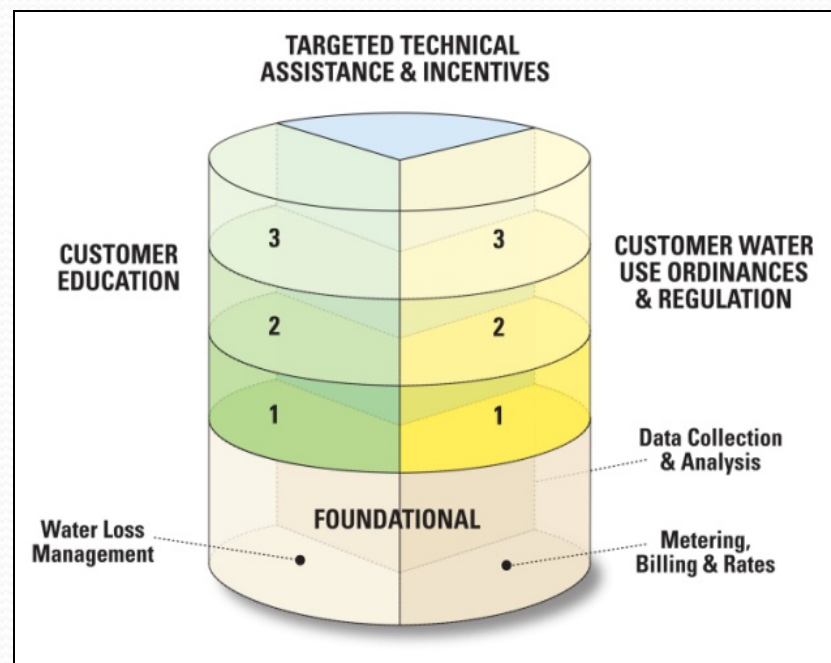 TARGETED TECHNICAL
ASSISTANCE & INCENTIVES
CUSTOMER
EDUCATION
3
3
CUSTOMER WATER
USE ORDINANCES
& REGULATION
2
2
1
1
Data Collection
& Analysis
FOUNDATIONAL
Water Loss
Management
Metering,
Billing & Rates